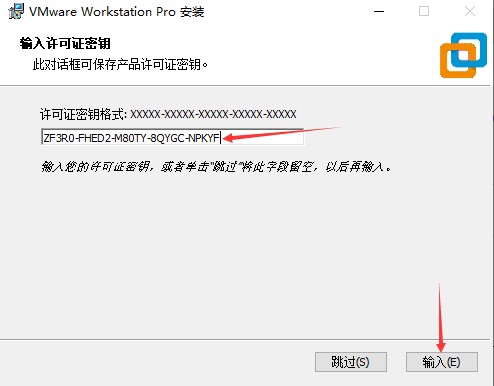 VMware Workstation Pro 安装
输入许可证密钥
此对话框可保存产品许可证密钥。
许可证密钥格式: XXXXX-XXXXX-XXXXX-XXXXX-XXXXX
ZF3R0-FHED2-M80TY-8QYGC-NPKYF
输入您的许可证密钥，或者单击“跳过”将此字段留空，以后再输入。
跳过(S)
输入(E)